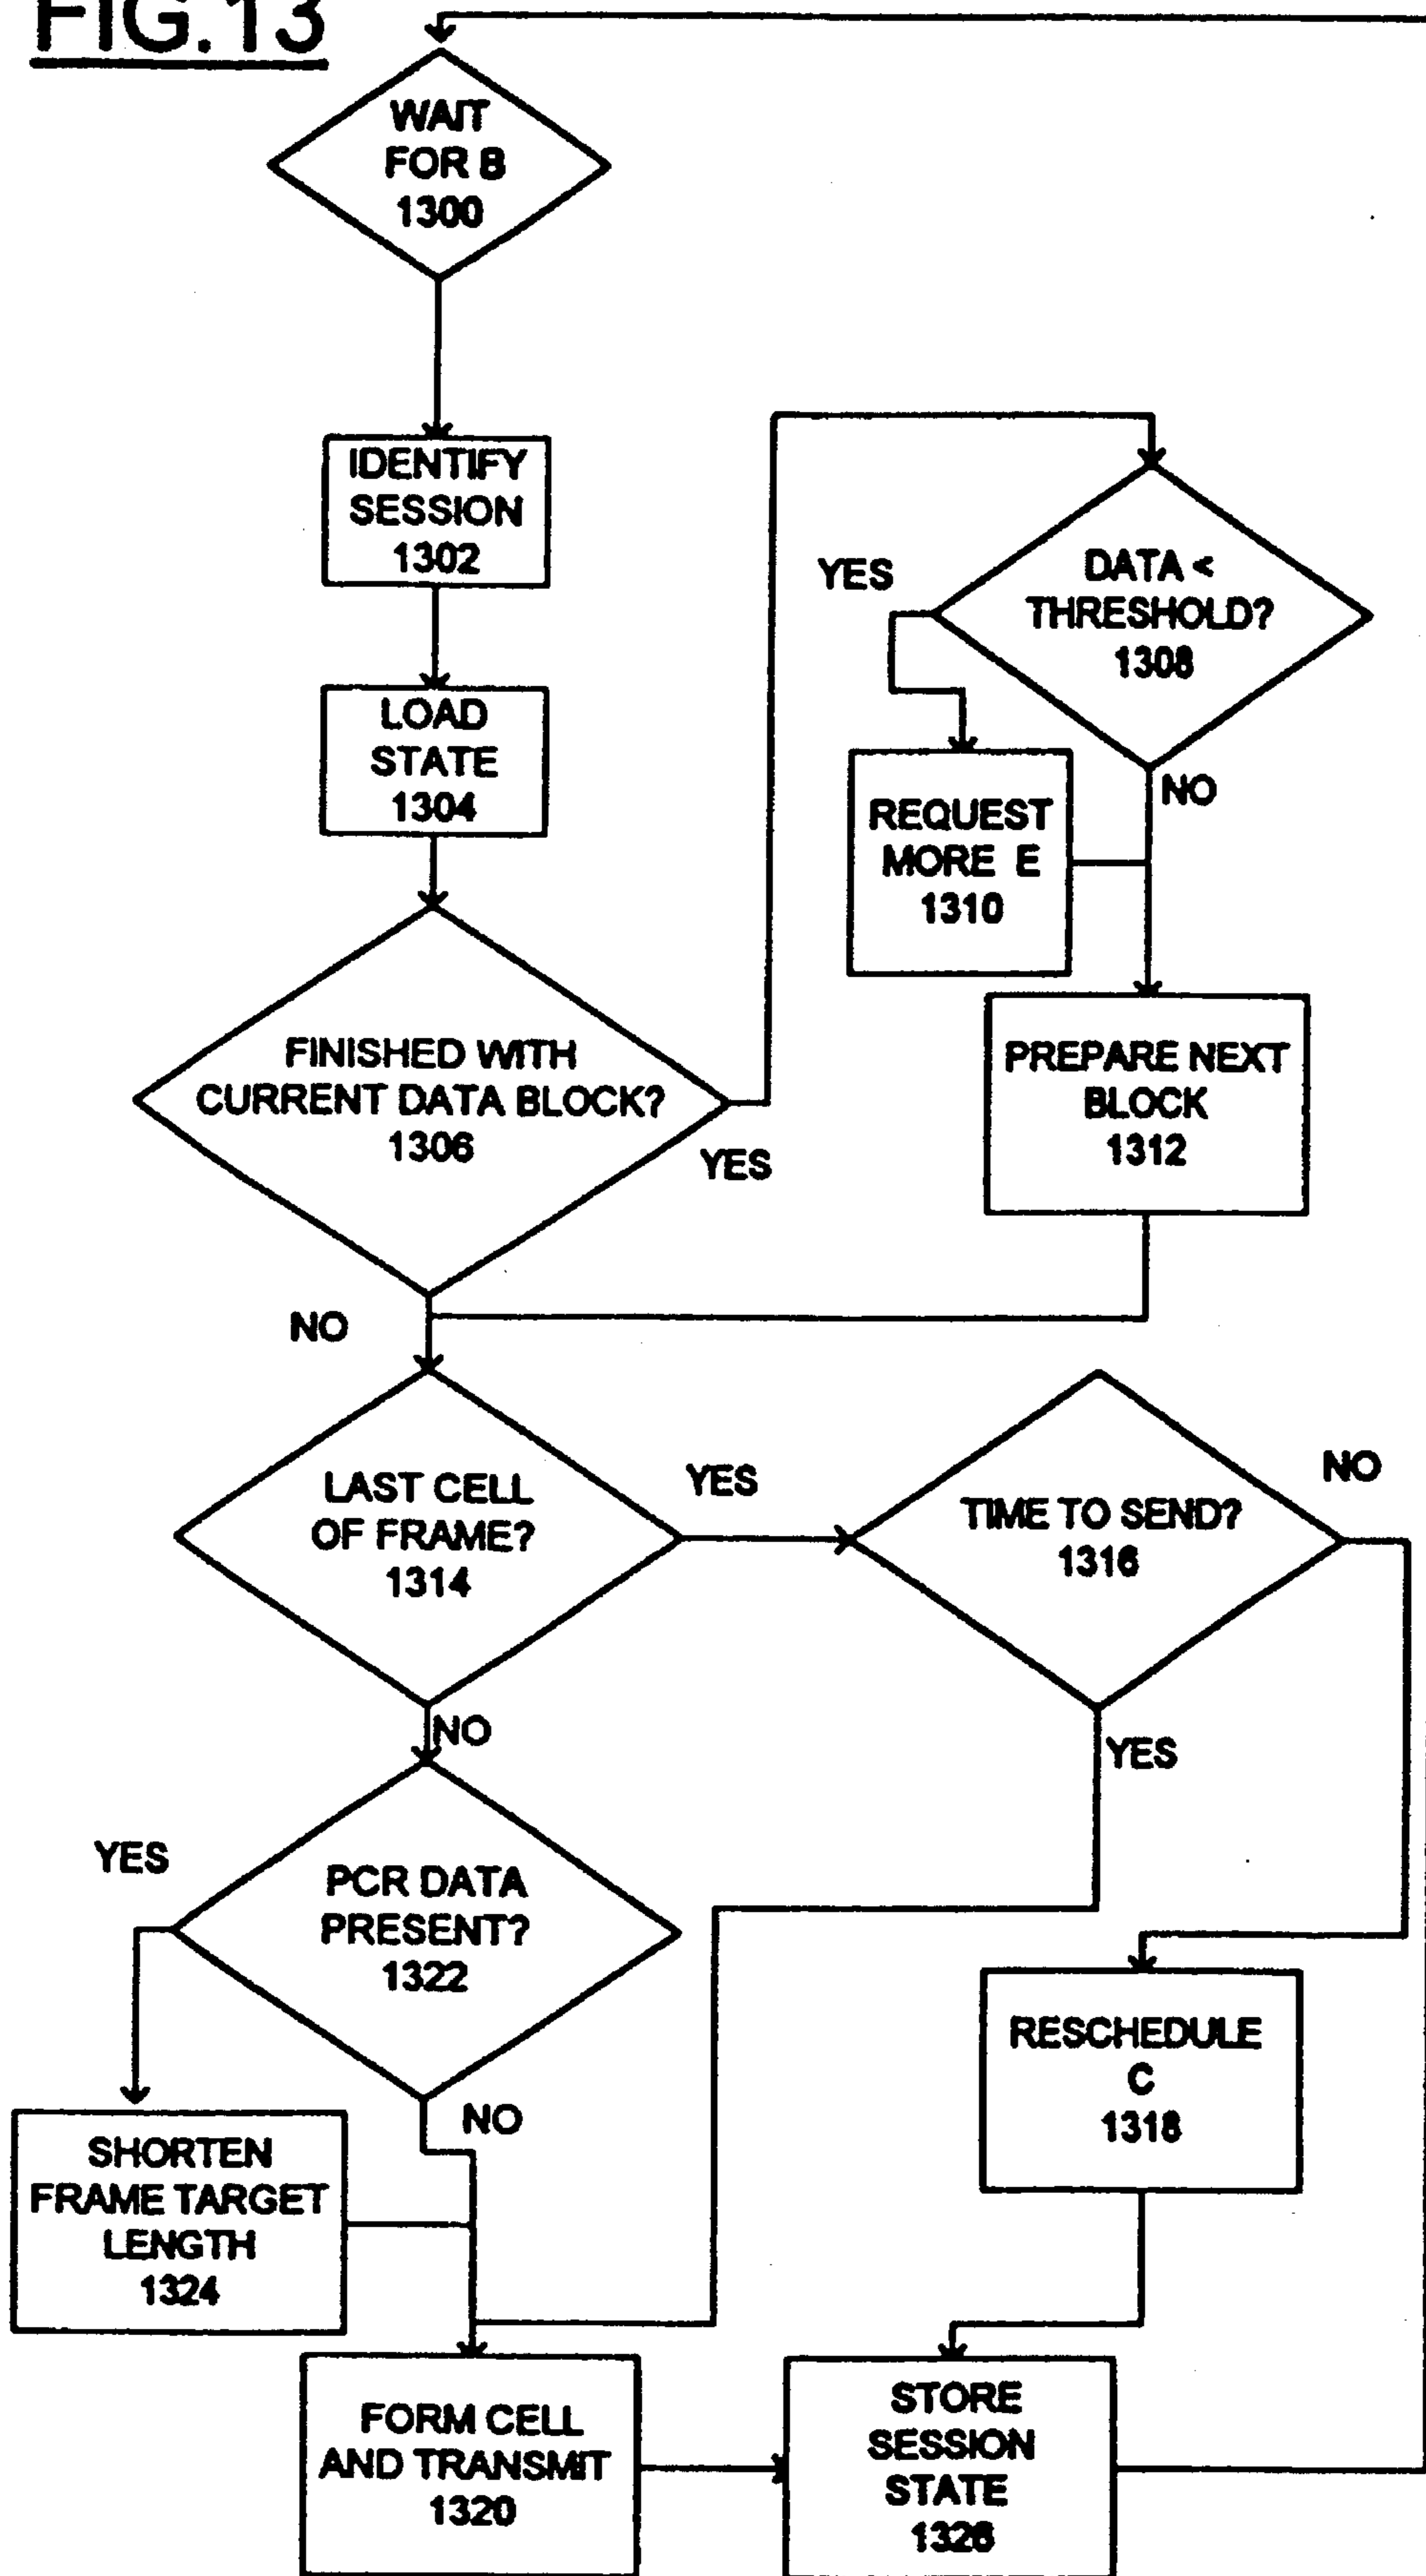 FIG.13
WAIT
FOR B
1300
IDENTIFY
SESSION
1302
LOAD
STATE
1304
FINISHED WITH
CURRENT DATA BLOCK?
1306
YES
NO
DATA <
THRESHOLD?
1308
YES
NO
REQUEST
MORE E
1310
PREPARE NEXT
BLOCK
1312
LAST CELL
OF FRAME?
1314
YES
NO
TIME TO SEND?
1316
NO
YES
RESCHEDULE
C
1318
PCR DATA
PRESENT?
1322
YES
NO
SHORTEN
FRAME TARGET
LENGTH
1324
FORM CELL
AND TRANSMIT
1320
STORE
SESSION
STATE
1326